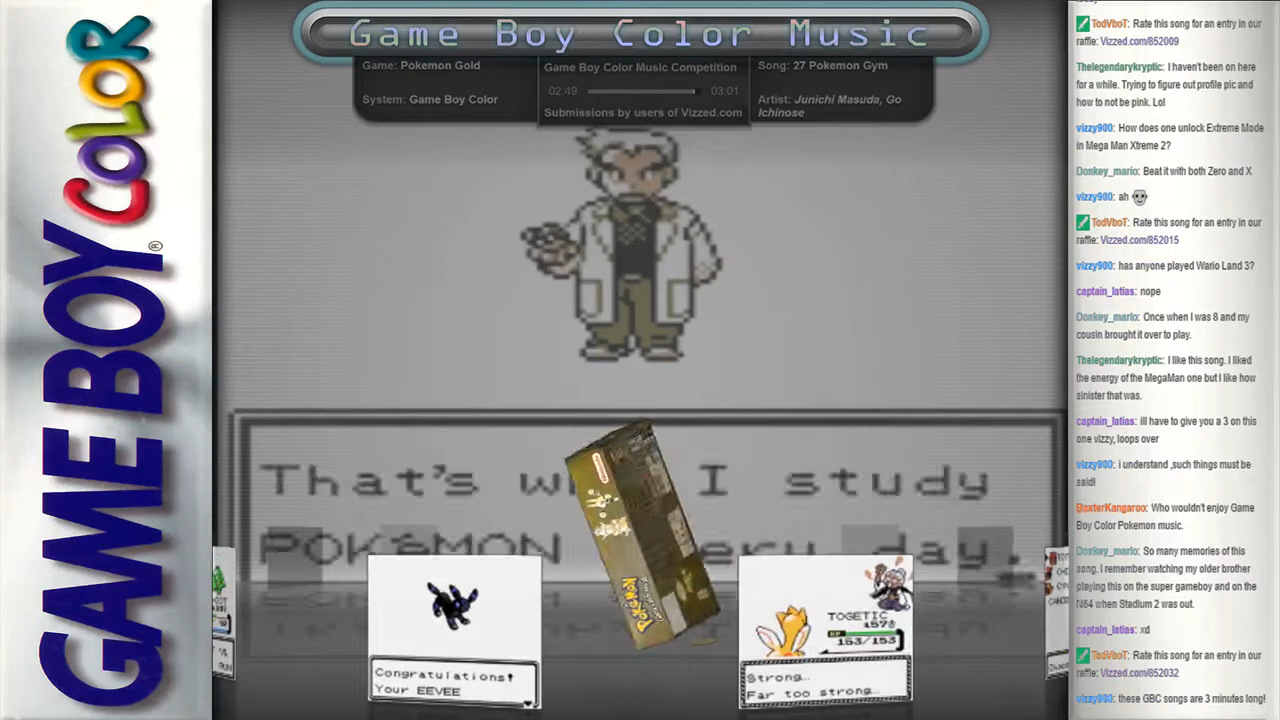 Game Boy Color Music
Game: Pokemon Gold
System: Game Boy Color
Game Boy Color Music Competition
02:49
03:01
Submissions by users of Vizzed.com
Song: 27 Pokemon Gym
Artist: Junichi Masuda, Go
Ichinose
GAME BOY COLOR®
That's I study
POKéMON day.
Congratulations!
Your EEVEE
TOGETIC
153/153
Strong...
Far too strong...
RUN
TodVboT: Rate this song for an entry in our
raffle: Vizzed.com/852009
Thelegendarykryptic: I haven't been on here
for a while. Trying to figure out profile pic and
how to not be pink. Lol
vizzy900: How does one unlock Extreme Mode
in Mega Man Xtreme 2?
Donkey_mario: Beat it with both Zero and X
vizzy900: ah
TodVboT: Rate this song for an entry in our
raffle: Vizzed.com/852015
vizzy900: has anyone played Wario Land 3?
captain_latias: nope
Donkey_mario: Once when I was 8 and my
cousin brought it over to play.
Thelegendarykryptic: I like this song. I liked
the energy of the MegaMan one but I like how
sinister that was.
captain_latias: ill have to give you a 3 on this
one vizzy, loops over
vizzy900: i understand ,such things must be
said!
BaxterKangaroo: Who wouldn't enjoy Game
Boy Color Pokemon music.
Donkey_mario: So many memories of this
song. I remember watching my older brother
playing this on the super gameboy and on the
N64 when Stadium 2 was out.
captain_latias: xd
TodVboT: Rate this song for an entry in our
raffle: Vizzed.com/852032
vizzy900: these GBC songs are 3 minutes long!